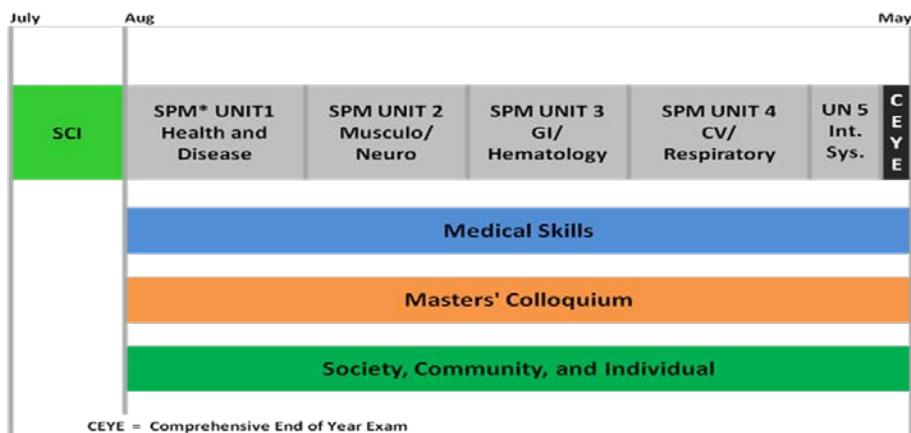 July Aug May
SCI
SPM* UNIT1
Health and
Disease
SPM UNIT 2
Musculo/
Neuro
SPM UNIT 3
GI/
Hematology
SPM UNIT 4
CV/
Respiratory
UN 5
Int.
Sys.
C
E
Y
E
Medical Skills
Masters' Colloquium
Society, Community, and Individual
CEYE = Comprehensive End of Year Exam